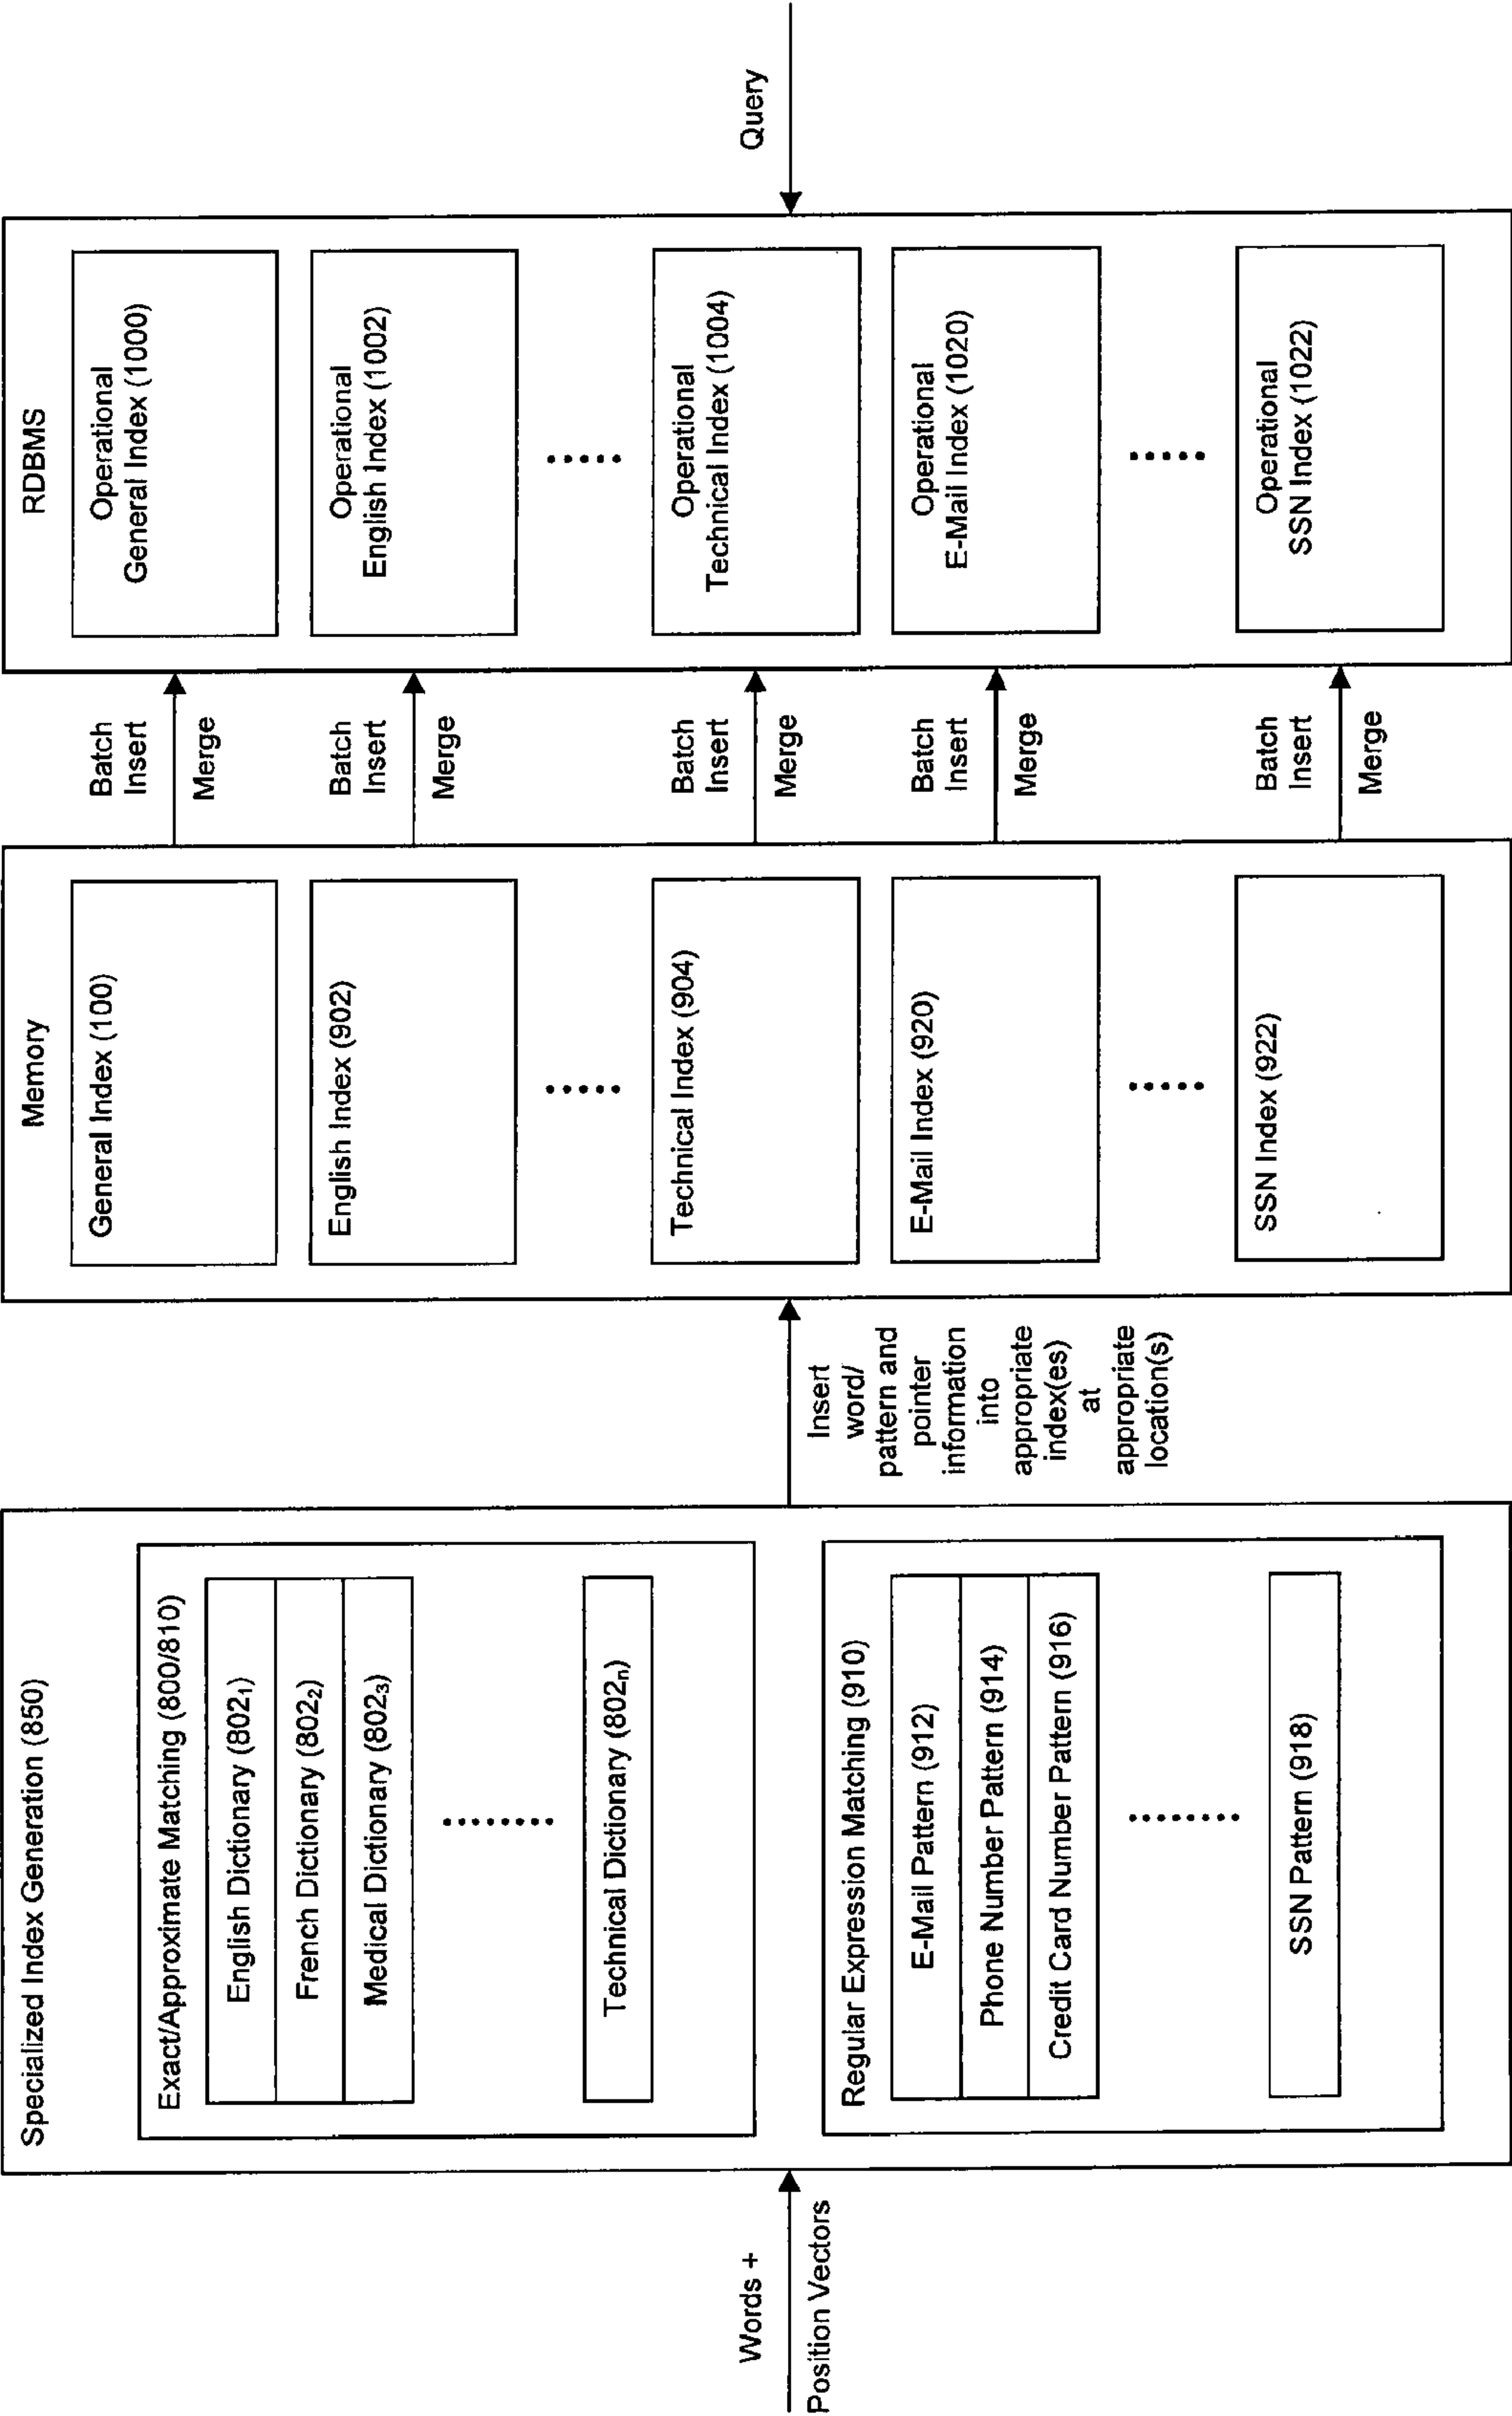 Words +
Position Vectors
Specialized Index Generation (850)
Exact/Approximate Matching (800/810)
English Dictionary (802₁)
French Dictionary (802₂)
Medical Dictionary (802₃)
Technical Dictionary (802ₙ)
Regular Expression Matching (910)
E-Mail Pattern (912)
Phone Number Pattern (914)
Credit Card Number Pattern (916)
SSN Pattern (918)
Insert
word/
pattern and
pointer
information
into
appropriate
index(es)
at
appropriate
location(s)
Memory
General Index (100)
English Index (902)
Technical Index (904)
E-Mail Index (920)
SSN Index (922)
Batch
Insert
Merge
Batch
Insert
Merge
Batch
Insert
Merge
Batch
Insert
Merge
Batch
Insert
Merge
RDBMS
Operational
General Index (1000)
Operational
English Index (1002)
Operational
Technical Index (1004)
Operational
E-Mail Index (1020)
Operational
SSN Index (1022)
Query